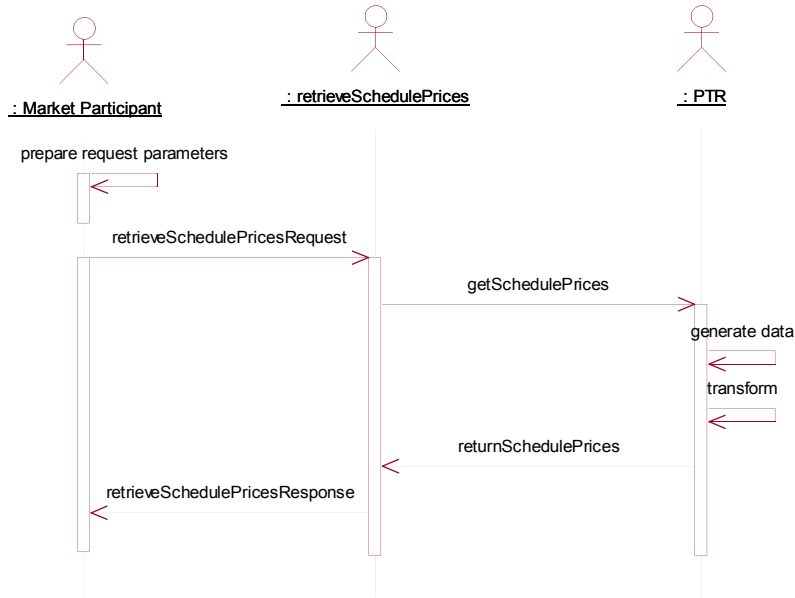 : Market Participant
: retrieveSchedulePrices
: PTR
prepare request parameters
retrieveSchedulePricesRequest
getSchedulePrices
generate data
transform
returnSchedulePrices
retrieveSchedulePricesResponse